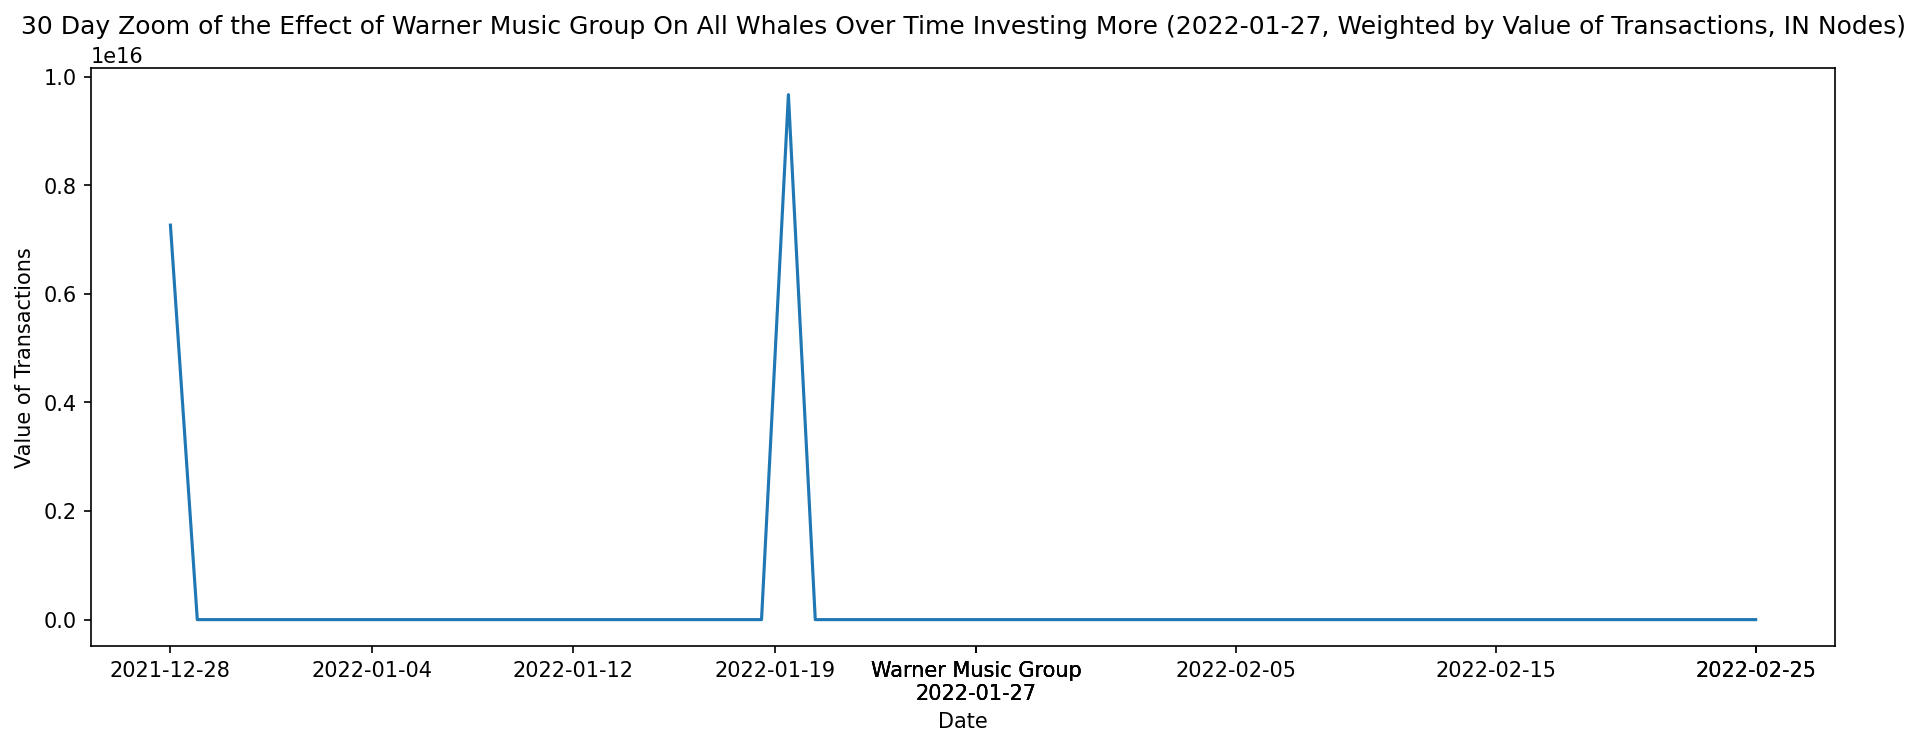 30 Day Zoom of the Effect of Warner Music Group On All Whales Over Time Investing More (2022-01-27, Weighted by Value of Transactions, IN Nodes)
1e16
1.0
0.8
0.6
0.4
0.2
0.0
Value of Transactions
2021-12-28
2022-01-04
2022-01-12
2022-01-19
Warner Music Group
2022-01-27
2022-02-05
2022-02-15
2022-02-25
Date